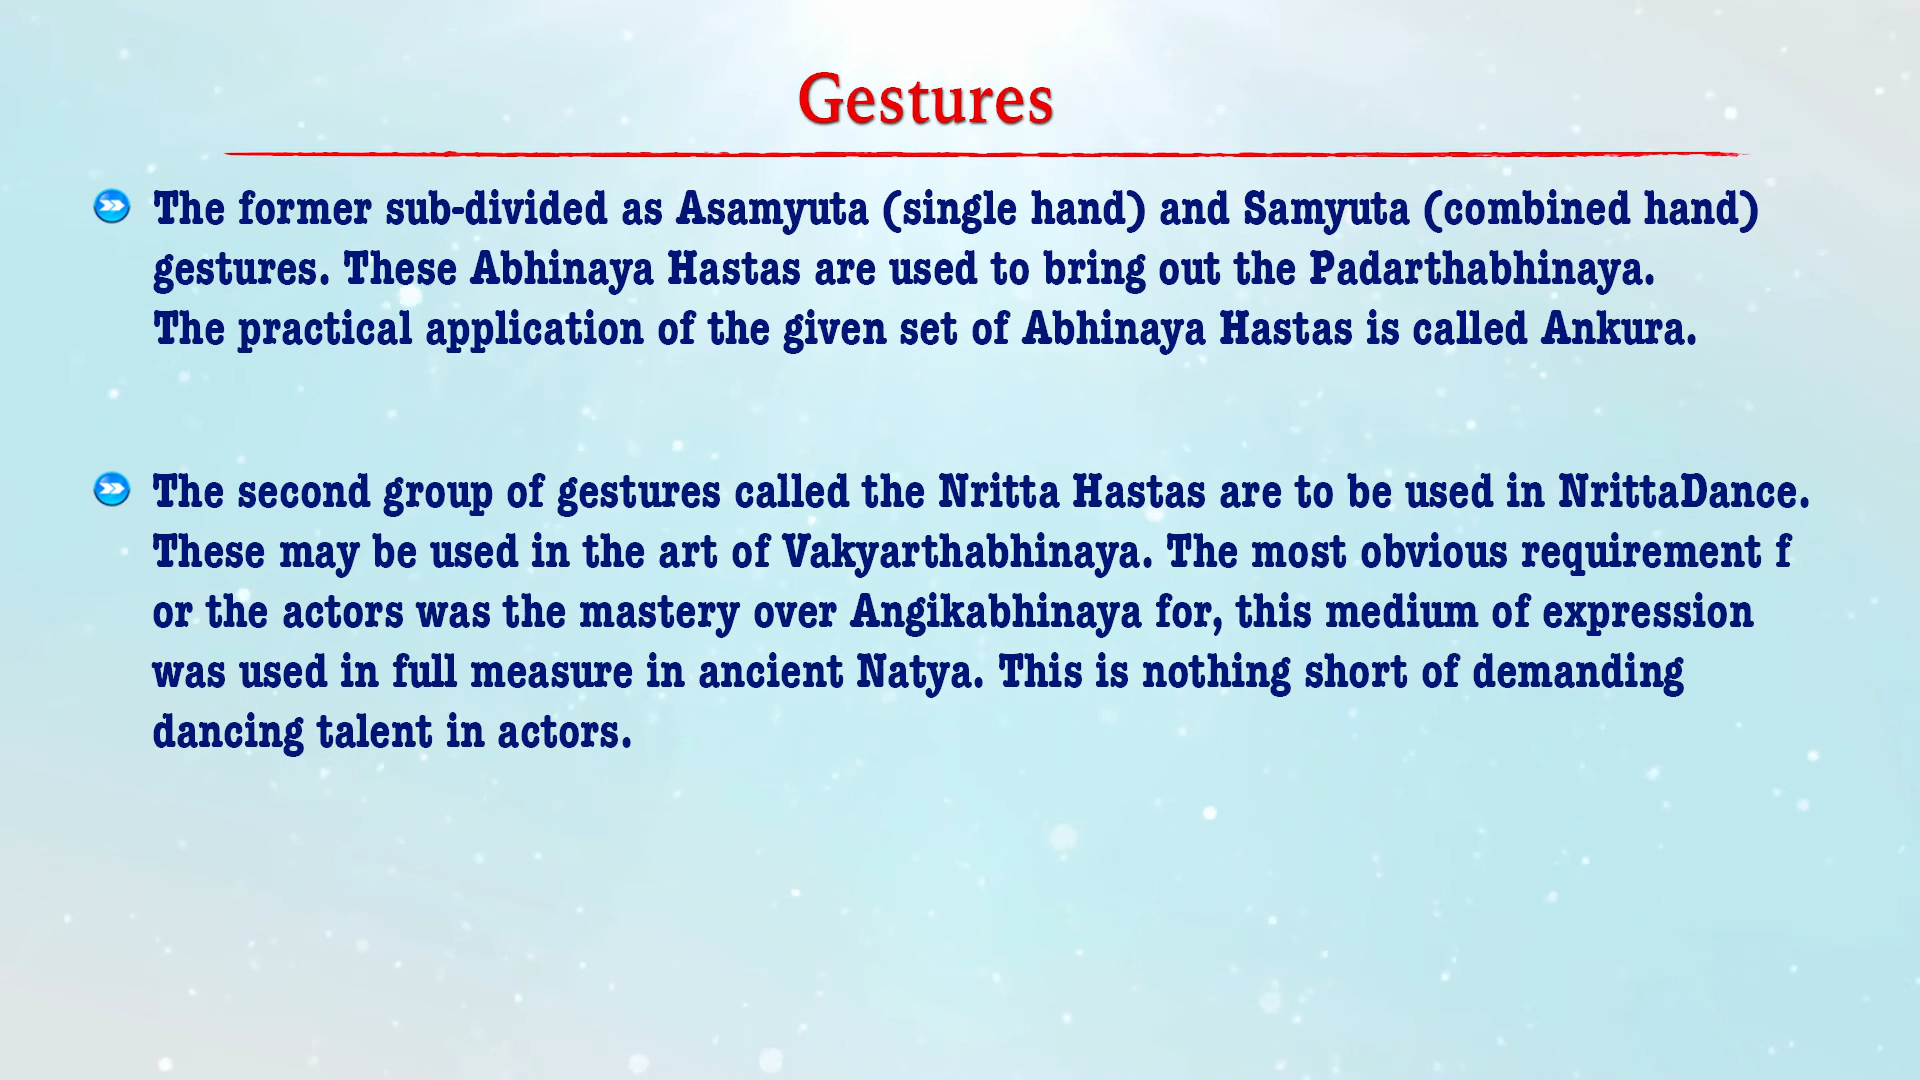 Gestures
The former sub-divided as Asamyuta (single hand) and Samyuta (combined hand)
gestures. These Abhinaya Hastas are used to bring out the Padarthabhinaya.
The practical application of the given set of Abhinaya Hastas is called Ankura.
The second group of gestures called the Nritta Hastas are to be used in NrittaDance.
These may be used in the art of Vakyarthabhinaya. The most obvious requirement f
or the actors was the mastery over Angikabhinaya for, this medium of expression
was used in full measure in ancient Natya. This is nothing short of demanding
dancing talent in actors.